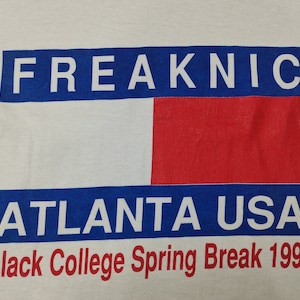 FREAKNIC
ATLANTA USA
lack College Spring Break 199